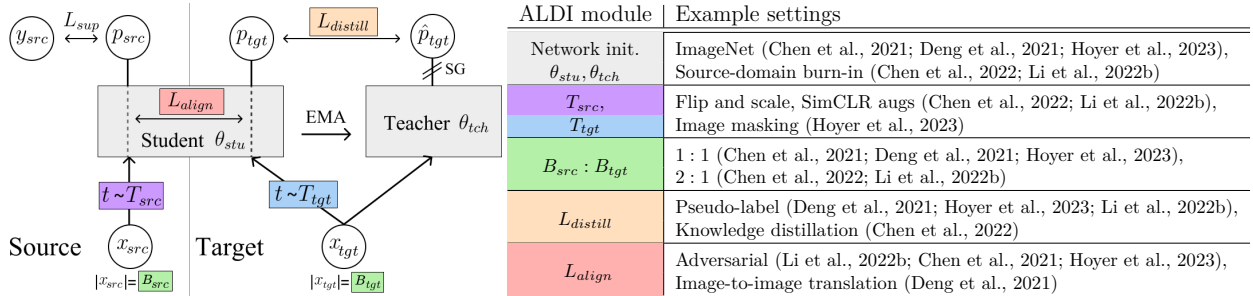 y_src
L_sup
p_src
p_tgt
L_distill
p̂_tgt
SG
L_align
Student θ_stu
EMA
Teacher θ_tch
t ~ T_src
t ~ T_tgt
Source
x_src
Target
x_tgt
|x_src|= B_src
|x_tgt|= B_tgt
ALDI module Example settings
Network init. ImageNet (Chen et al., 2021; Deng et al., 2021; Hoyer et al., 2023),
θ_stu, θ_tch Source-domain burn-in (Chen et al., 2022; Li et al., 2022b)
T_src, Flip and scale, SimCLR augs (Chen et al., 2022; Li et al., 2022b),
T_tgt Image masking (Hoyer et al., 2023)
B_src : B_tgt
1 : 1 (Chen et al., 2021; Deng et al., 2021; Hoyer et al., 2023),
2 : 1 (Chen et al., 2022; Li et al., 2022b)
L_distill
Pseudo-label (Deng et al., 2021; Hoyer et al., 2023; Li et al., 2022b),
Knowledge distillation (Chen et al., 2022)
L_align
Adversarial (Li et al., 2022b; Chen et al., 2021; Hoyer et al., 2023),
Image-to-image translation (Deng et al., 2021)